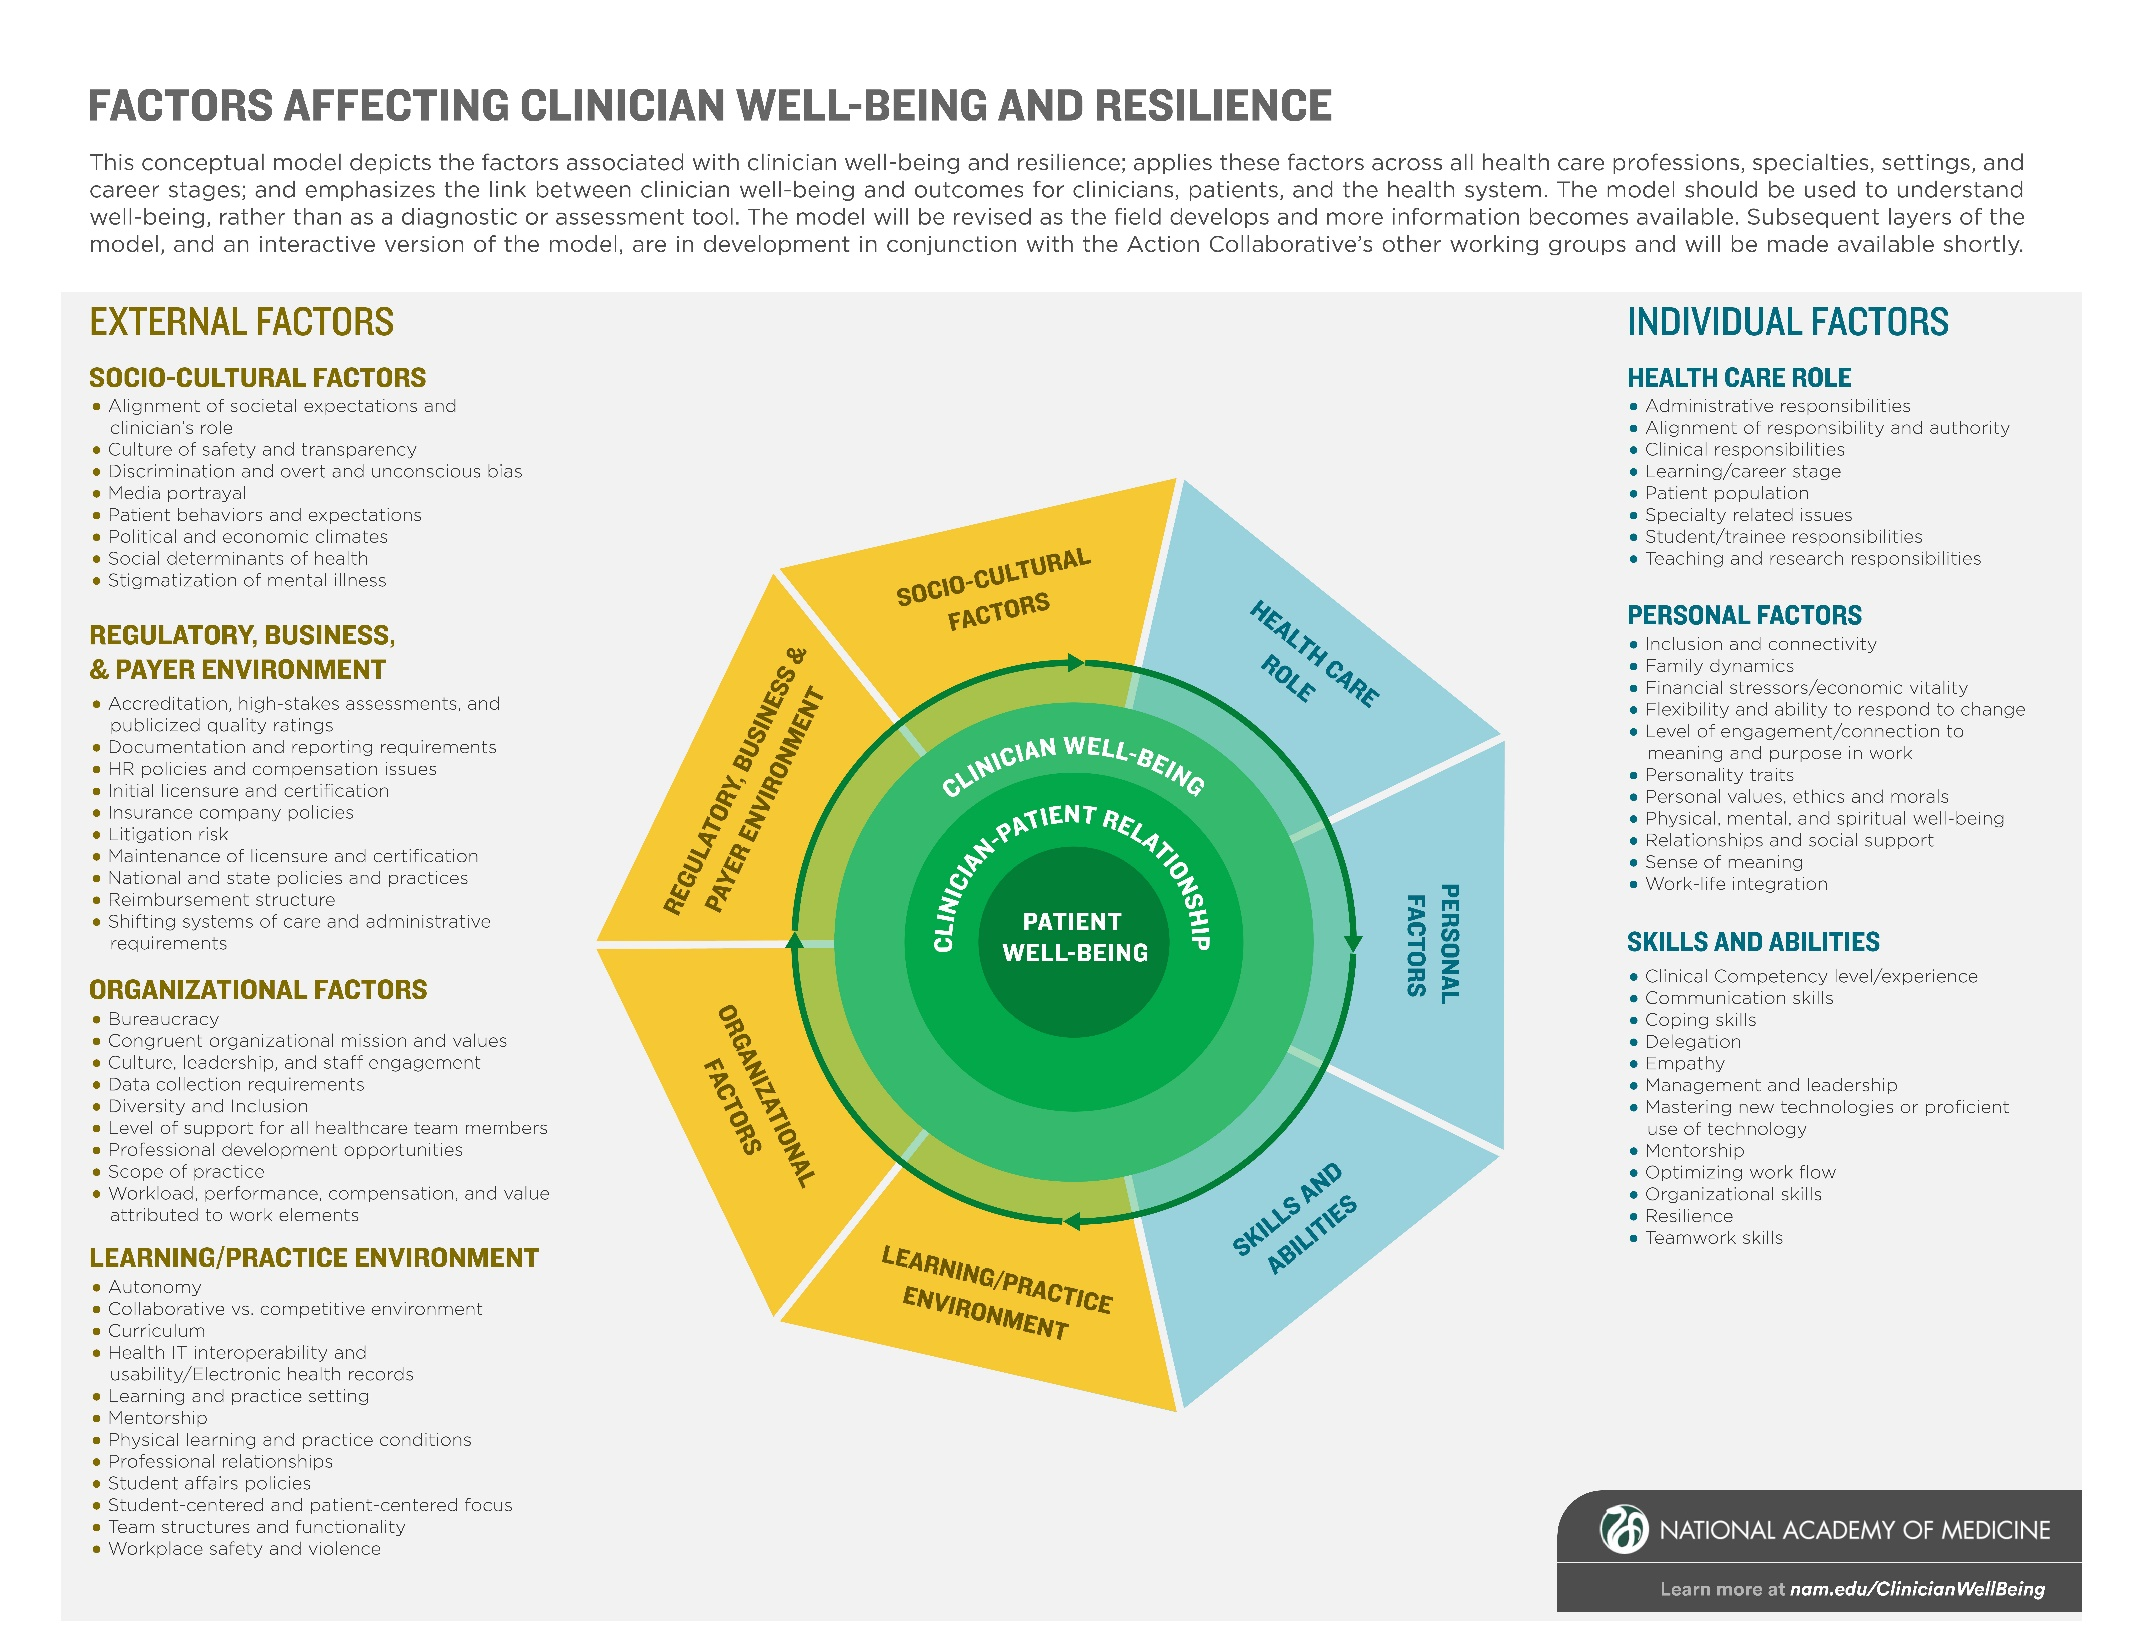 FACTORS AFFECTING CLINICIAN WELL-BEING AND RESILIENCE
This conceptual model depicts the factors associated with clinician well-being and resilience; applies these factors across all health care professions, specialties, settings, and
career stages; and emphasizes the link between clinician well-being and outcomes for clinicians, patients, and the health system. The model should be used to understand
well-being, rather than as a diagnostic or assessment tool. The model will be revised as the field develops and more information becomes available. Subsequent layers of the
model, and an interactive version of the model, are in development in conjunction with the Action Collaborative's other working groups and will be made available shortly.
EXTERNAL FACTORS
SOCIO-CULTURAL FACTORS
• Alignment of societal expectations and
clinician's role
• Culture of safety and transparency
• Discrimination and overt and unconscious bias
• Media portrayal
• Patient behaviors and expectations
• Political and economic climates
• Social determinants of health
• Stigmatization of mental illness
REGULATORY, BUSINESS,
& PAYER ENVIRONMENT
• Accreditation, high-stakes assessments, and
publicized quality ratings
• Documentation and reporting requirements
• HR policies and compensation issues
• Initial licensure and certification
• Insurance company policies
• Litigation risk
• Maintenance of licensure and certification
• National and state policies and practices
• Reimbursement structure
• Shifting systems of care and administrative
requirements
ORGANIZATIONAL FACTORS
• Bureaucracy
• Congruent organizational mission and values
• Culture, leadership, and staff engagement
• Data collection requirements
• Diversity and Inclusion
• Level of support for all healthcare team members
• Professional development opportunities
• Scope of practice
• Workload, performance, compensation, and value
attributed to work elements
LEARNING/PRACTICE ENVIRONMENT
• Autonomy
• Collaborative vs. competitive environment
• Curriculum
• Health IT interoperability and
usability/Electronic health records
• Learning and practice setting
• Mentorship
• Physical learning and practice conditions
• Professional relationships
• Student affairs policies
• Student-centered and patient-centered focus
• Team structures and functionality
• Workplace safety and violence
SOCIO-CULTURAL
FACTORS
HEALTH CARE
ROLE
REGULATORY, BUSINESS &
PAYER ENVIRONMENT
CLINICIAN WELL-BEING
CLINICIAN-PATIENT RELATIONSHIP
PATIENT
WELL-BEING
PERSONAL
FACTORS
ORGANIZATIONAL
FACTORS
SKILLS AND
ABILITIES
LEARNING/PRACTICE
ENVIRONMENT
INDIVIDUAL FACTORS
HEALTH CARE ROLE
• Administrative responsibilities
• Alignment of responsibility and authority
• Clinical responsibilities
• Learning/career stage
• Patient population
• Specialty related issues
• Student/trainee responsibilities
• Teaching and research responsibilities
PERSONAL FACTORS
• Inclusion and connectivity
• Family dynamics
• Financial stressors/economic vitality
• Flexibility and ability to respond to change
• Level of engagement/connection to
meaning and purpose in work
• Personality traits
• Personal values, ethics and morals
• Physical, mental, and spiritual well-being
• Relationships and social support
• Sense of meaning
• Work-life integration
SKILLS AND ABILITIES
• Clinical Competency level/experience
• Communication skills
• Coping skills
• Delegation
• Empathy
• Management and leadership
• Mastering new technologies or proficient
use of technology
• Mentorship
• Optimizing work flow
• Organizational skills
• Resilience
• Teamwork skills
NATIONAL ACADEMY OF MEDICINE
Learn more at nam.edu/ClinicianWellBeing